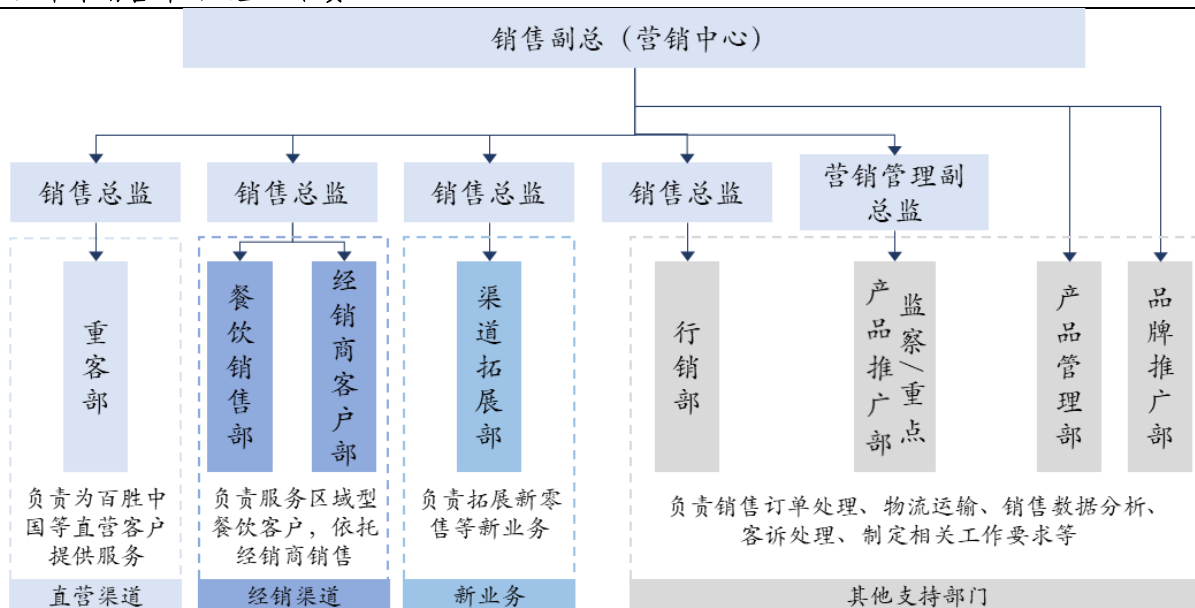 销售副总（营销中心）
销售总监
销售总监
销售总监
销售总监
营销管理副
总监
重客部
餐饮销售部
经销商客户部
渠道拓展部
行销部
监察/重点
产品推广部
产品管理部
品牌推广部
负责为百胜中
国等直营客户
提供服务
负责服务区域型
餐饮客户，依托
经销商销售
负责拓展新零
售等新业务
负责销售订单处理、物流运输、销售数据分析、
客诉处理、制定相关工作要求等
直营渠道
经销渠道
新业务
其他支持部门